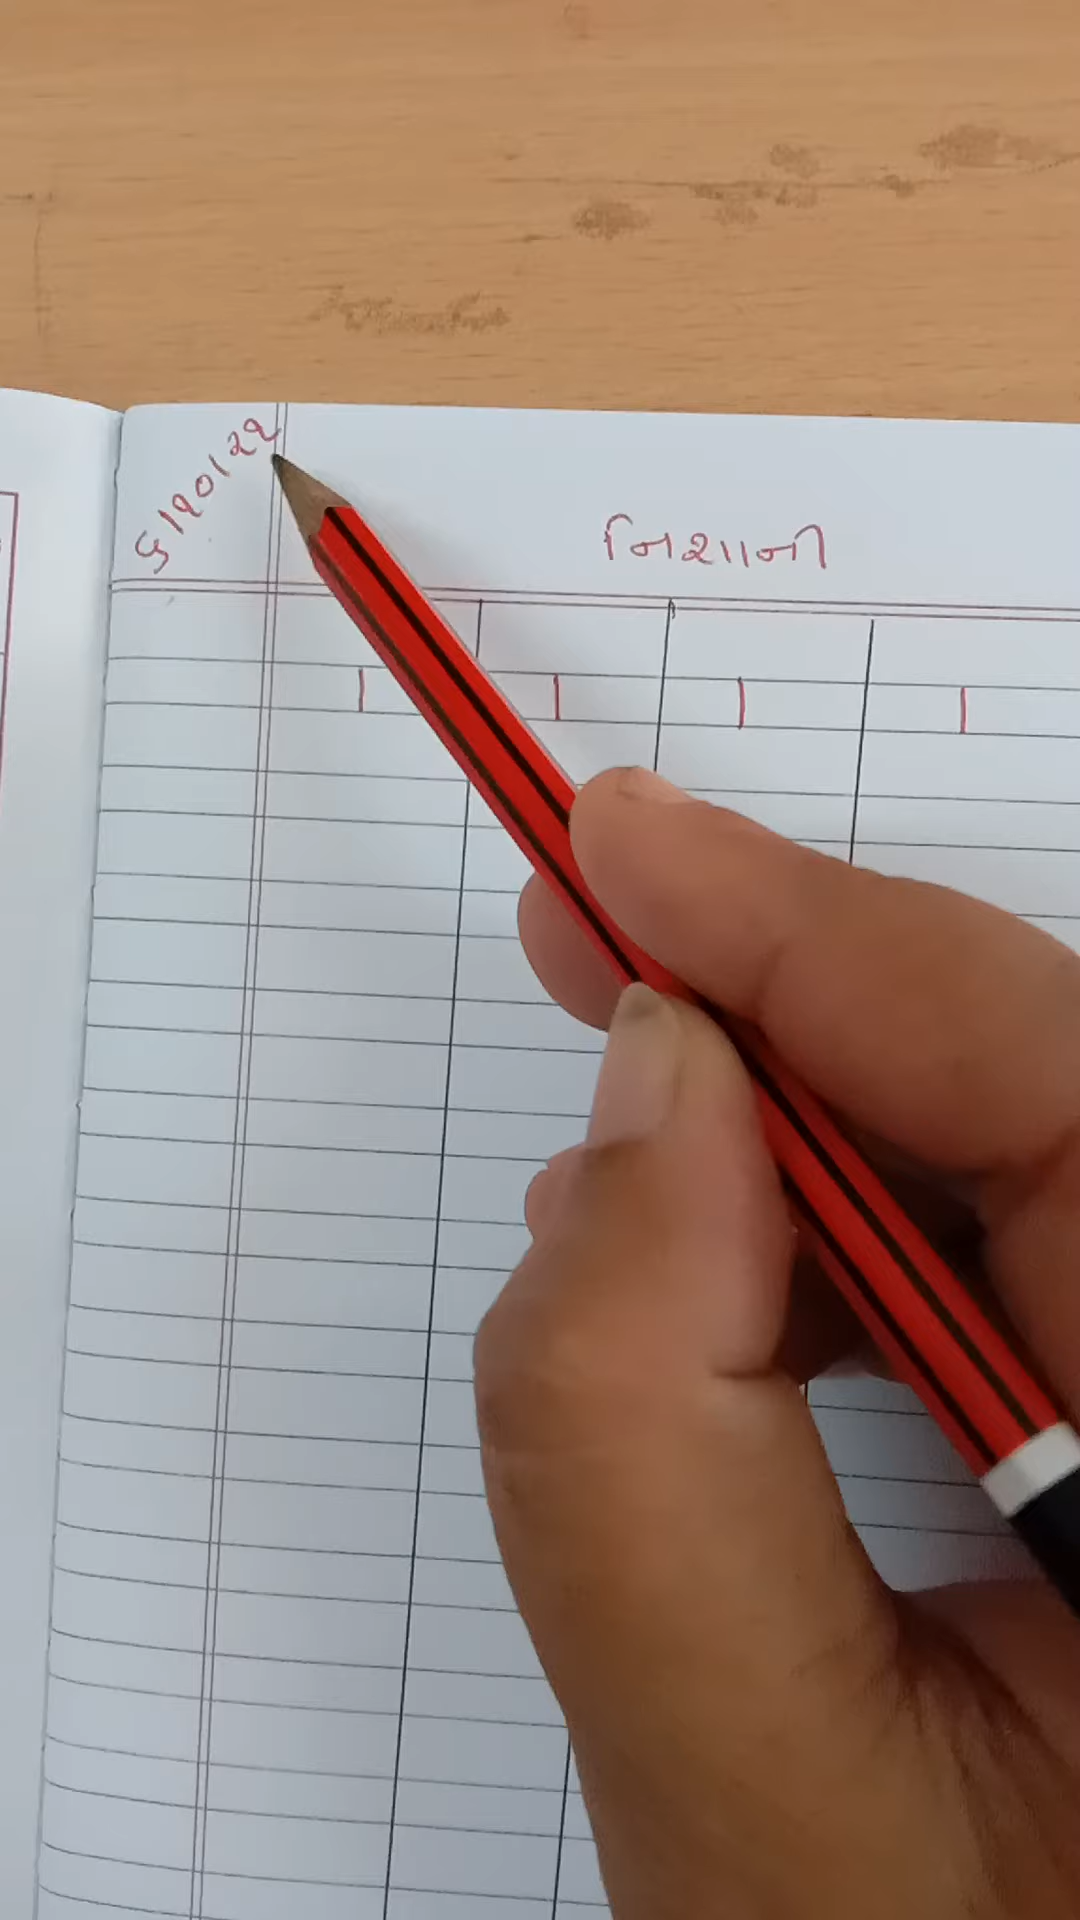 ૬/૧૦/૨૨
નિશાની
| | | |